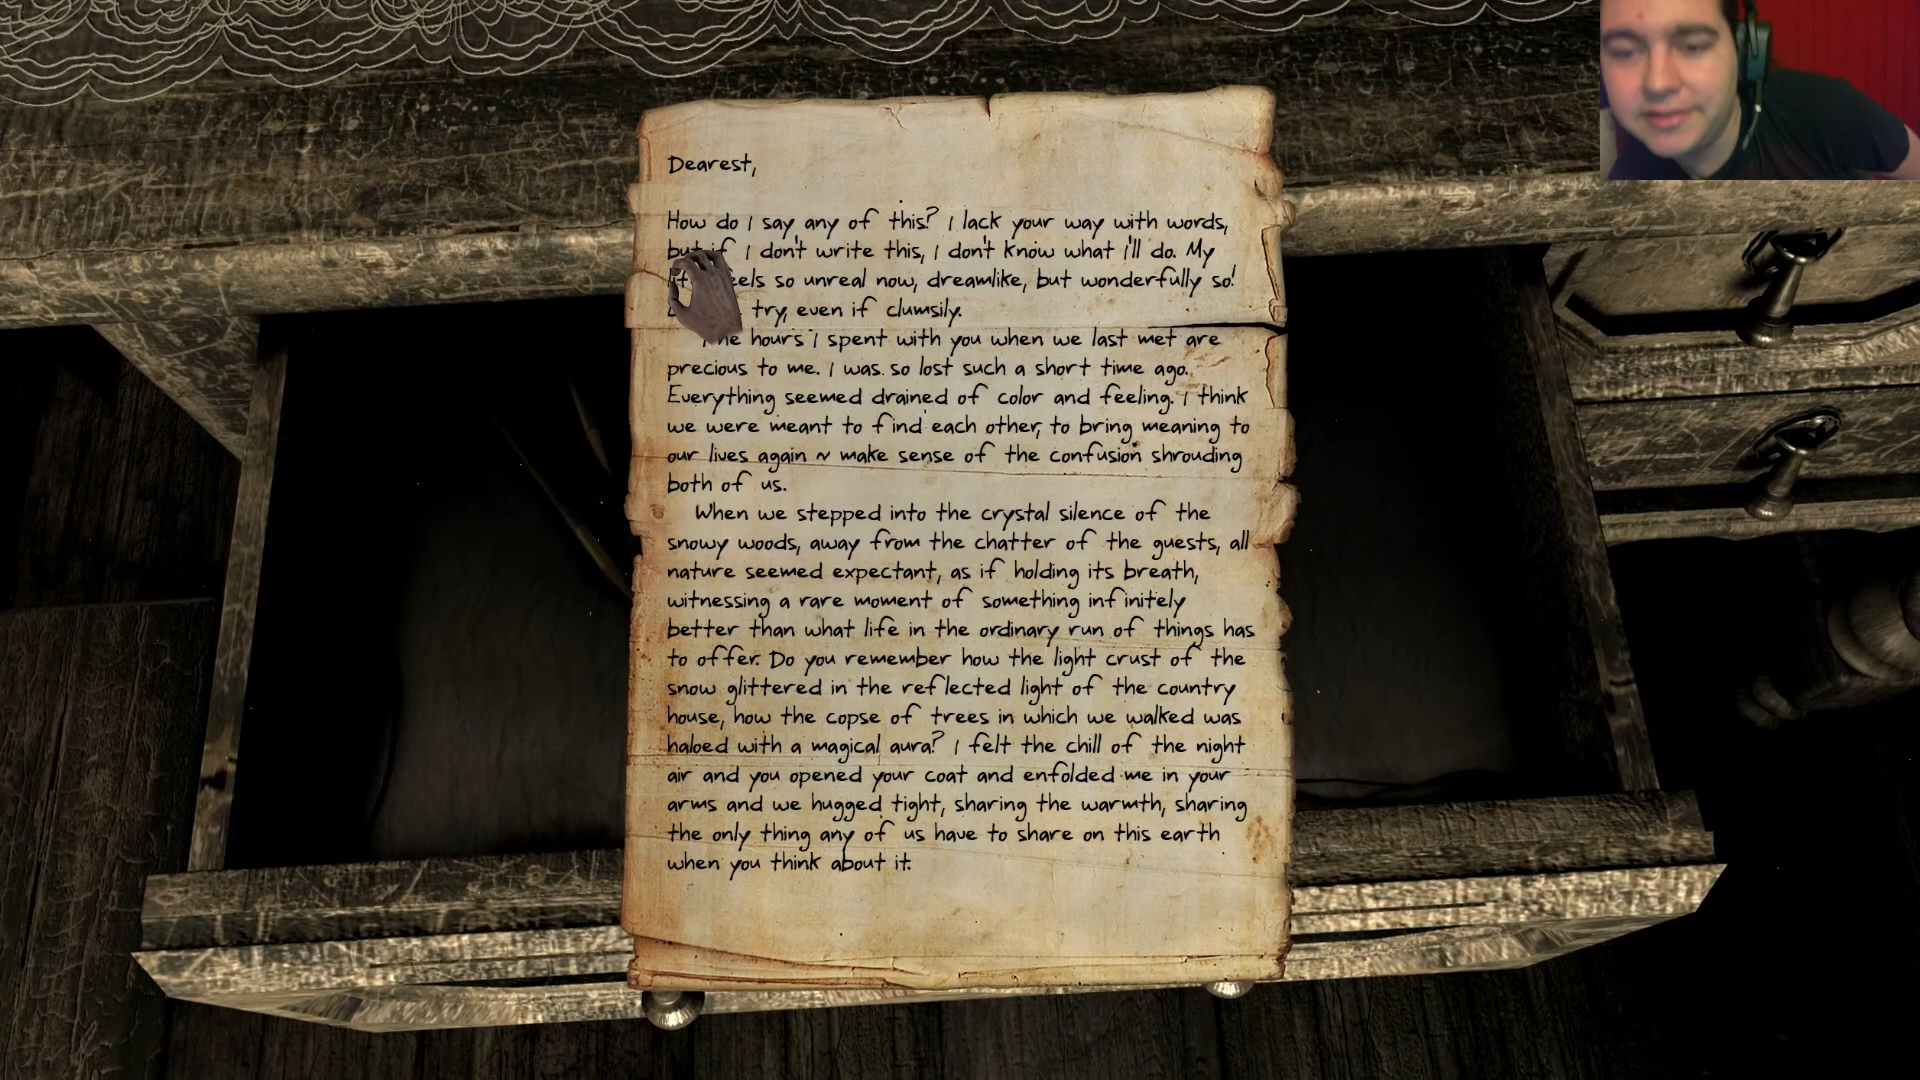 Dearest,
How do I say any of this? I lack your way with words,
but if I don't write this, I don't know what i'll do. My
feels so unreal now, dreamlike, but wonderfully so!
try, even if clumsily.
The hours I spent with you when we last met are
precious to me. I was so lost such a short time ago.
Everything seemed drained of color and feeling. I think
we were meant to find each other, to bring meaning to
our lives again ~ make sense of the confusion shrouding
both of us.
When we stepped into the crystal silence of the
snowy woods, away from the chatter of the guests, all
nature seemed expectant, as if holding its breath,
witnessing a rare moment of something infinitely
better than what life in the ordinary run of things has
to offer. Do you remember how the light crust of the
snow glittered in the reflected light of the country
house, how the copse of trees in which we walked was
haloed with a magical aura? I felt the chill of the night
air and you opened your coat and enfolded me in your
arms and we hugged tight, sharing the warmth, sharing
the only thing any of us have to share on this earth
when you think about it.